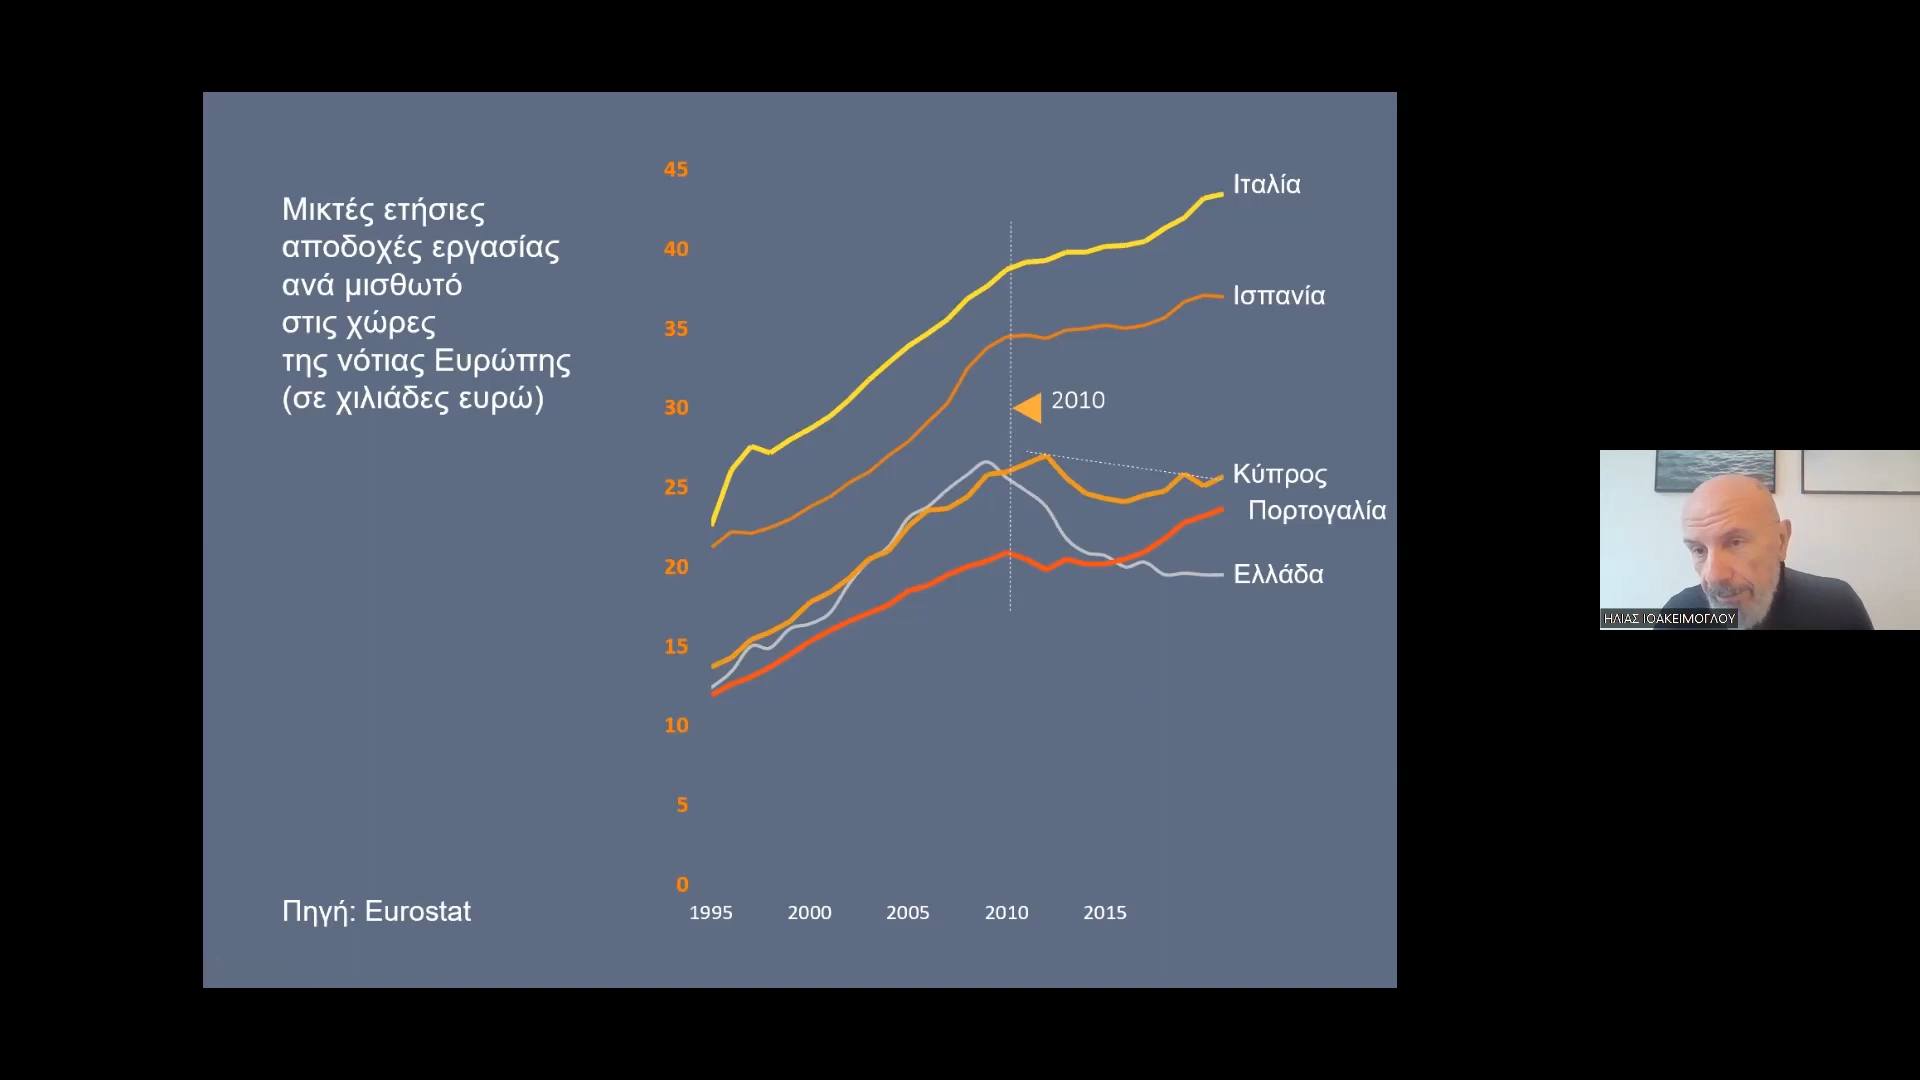 Μικτές ετήσιες
αποδοχές εργασίας
ανά μισθωτό
στις χώρες
της νότιας Ευρώπης
(σε χιλιάδες ευρώ)
45
40
35
30
25
20
15
10
5
0
1995 2000 2005 2010 2015
Ιταλία
Ισπανία
2010
Κύπρος
Πορτογαλία
Ελλάδα
Πηγή: Eurostat
ΗΛΙΑΣ ΙΟΑΚΕΙΜΟΓΛΟΥ